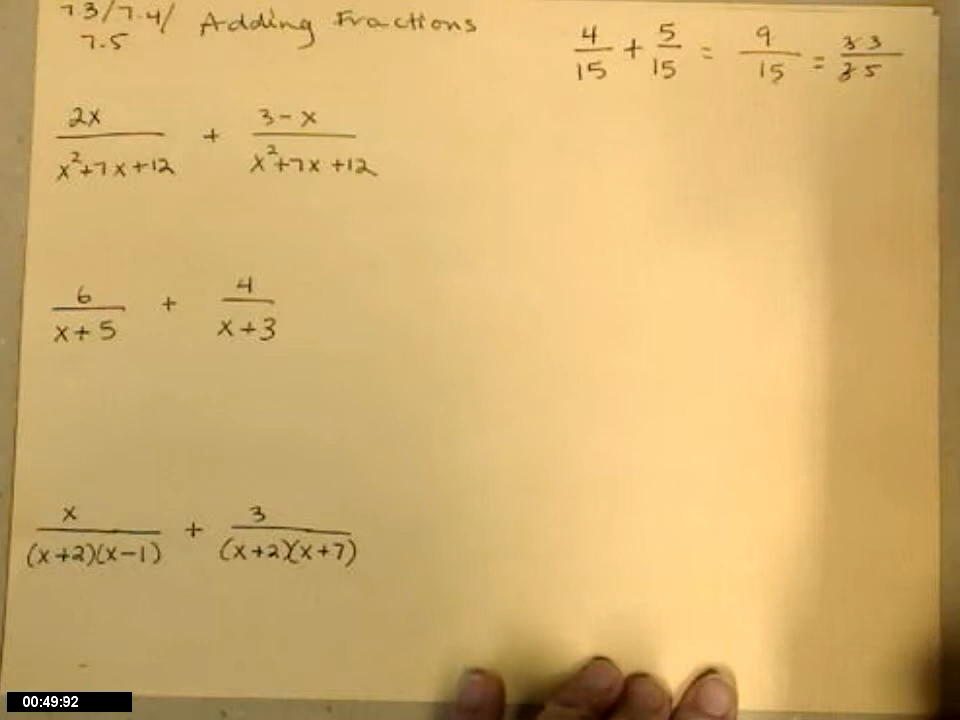 7.3/7.4/ Adding Fractions
7.5
4/15 + 5/15 = 9/15 = 3 3/3 5
2x/x²+7x+12 + 3-x/x²+7x+12
6/x+5 + 4/x+3
x/(x+2)(x-1) + 3/(x+2)(x+7)
00:49:92